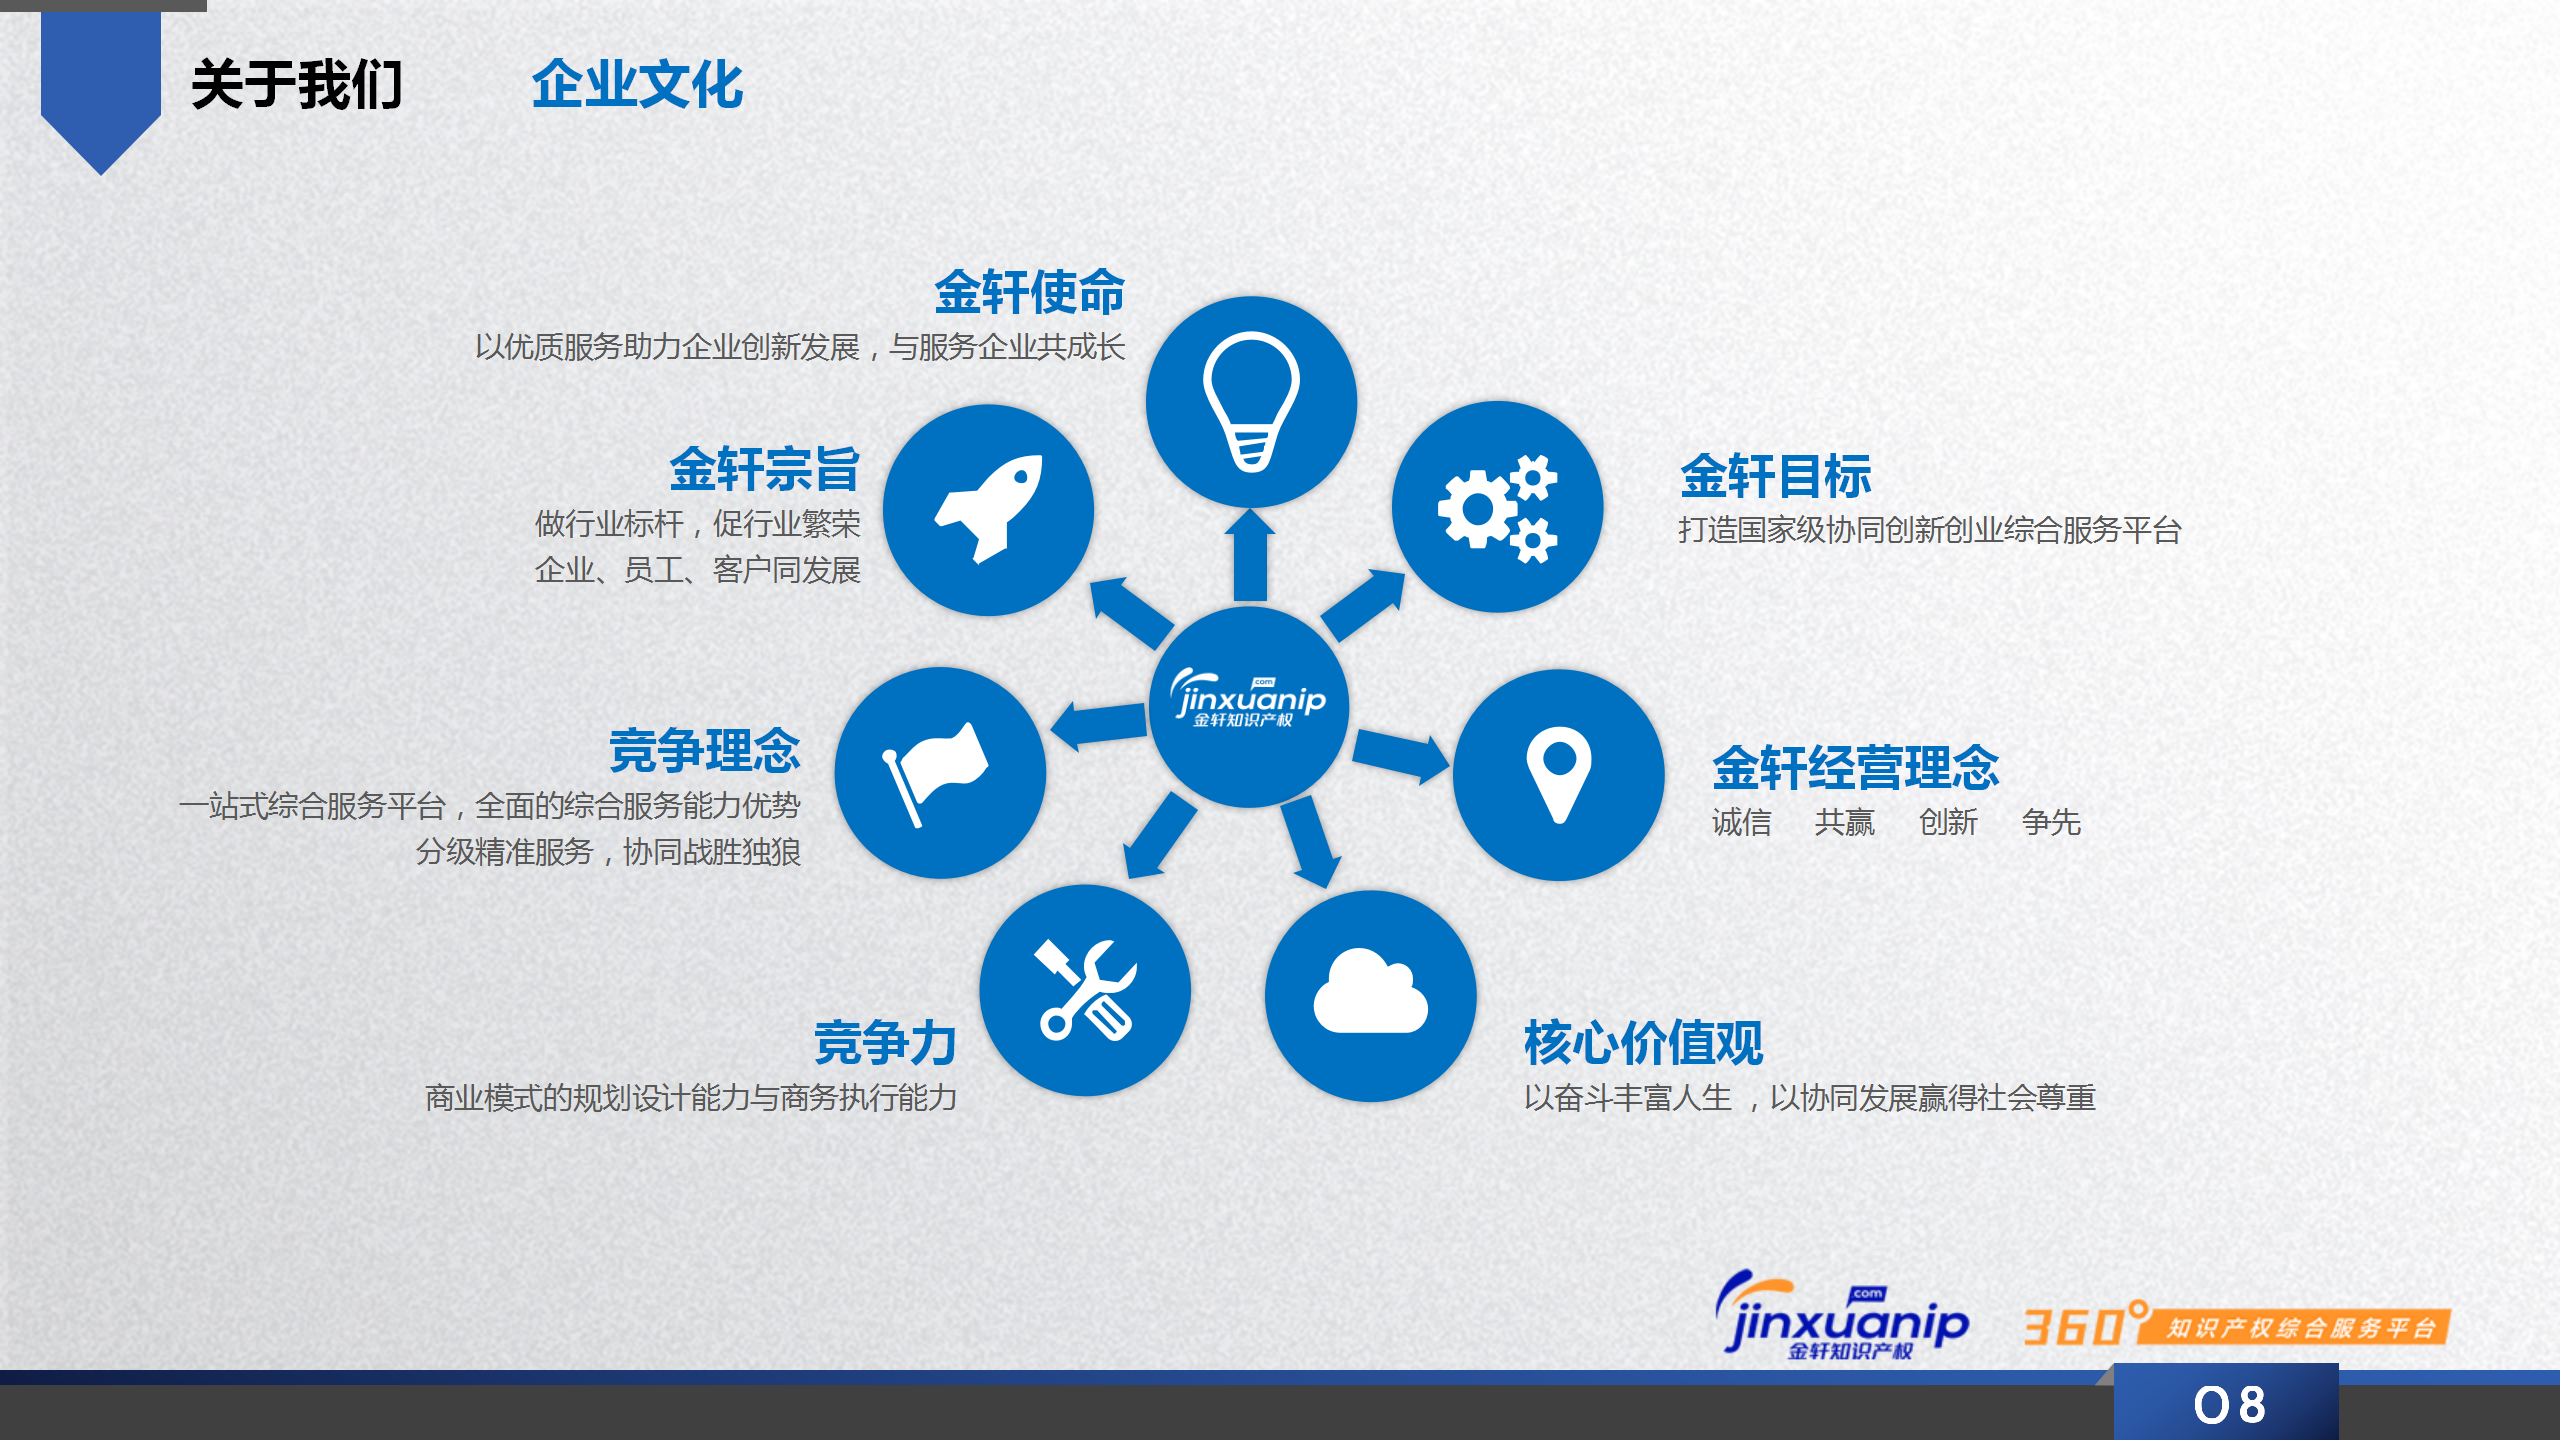 关于我们 企业文化
金轩使命
以优质服务助力企业创新发展，与服务企业共成长
金轩宗旨
做行业标杆，促行业繁荣
企业、员工、客户同发展
金轩目标
打造国家级协同创新创业综合服务平台
com
jinxuanip
金轩知识产权
竞争理念
一站式综合服务平台，全面的综合服务能力优势
分级精准服务，协同战胜独狼
金轩经营理念
诚信 共赢 创新 争先
竞争力
商业模式的规划设计能力与商务执行能力
核心价值观
以奋斗丰富人生 ，以协同发展赢得社会尊重
com
jinxuanip
金轩知识产权
360° 知识产权综合服务平台
08